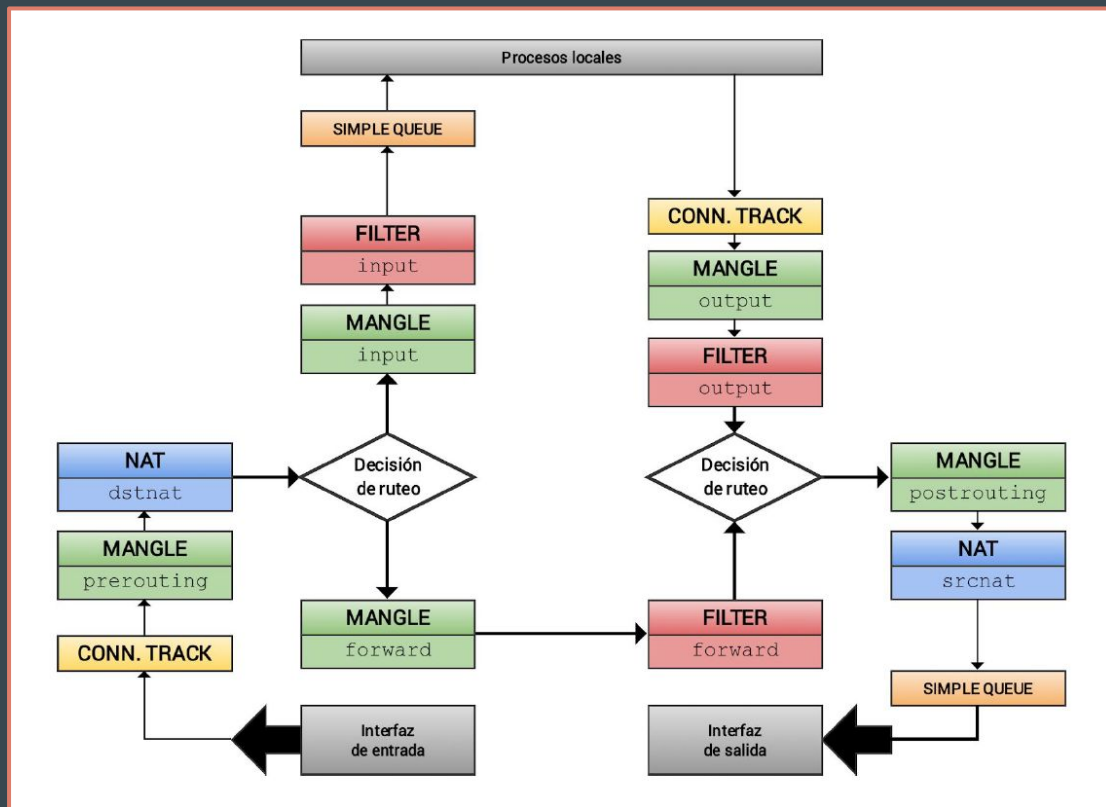 Procesos locales
SIMPLE QUEUE
FILTER
input
MANGLE
input
CONN. TRACK
MANGLE
output
FILTER
output
NAT
dstnat
Decisión
de ruteo
Decisión
de ruteo
MANGLE
postrouting
MANGLE
prerouting
NAT
srcnat
MANGLE
forward
FILTER
forward
CONN. TRACK
SIMPLE QUEUE
Interfaz
de entrada
Interfaz
de salida